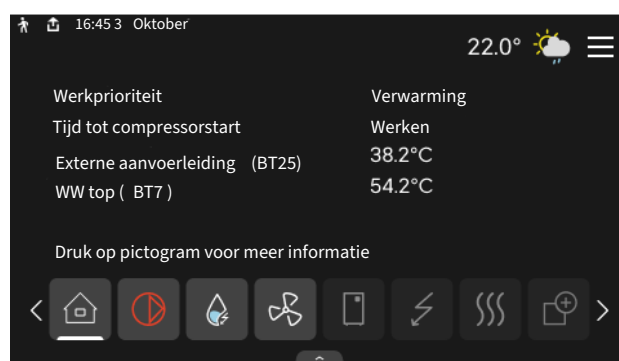 16:45 3 Oktober
22.0°
Werkprioriteit Verwarming
Tijd tot compressorstart Werken
Externe aanvoerleiding (BT25) 38.2°C
WW top ( BT7 ) 54.2°C
Druk op pictogram voor meer informatie